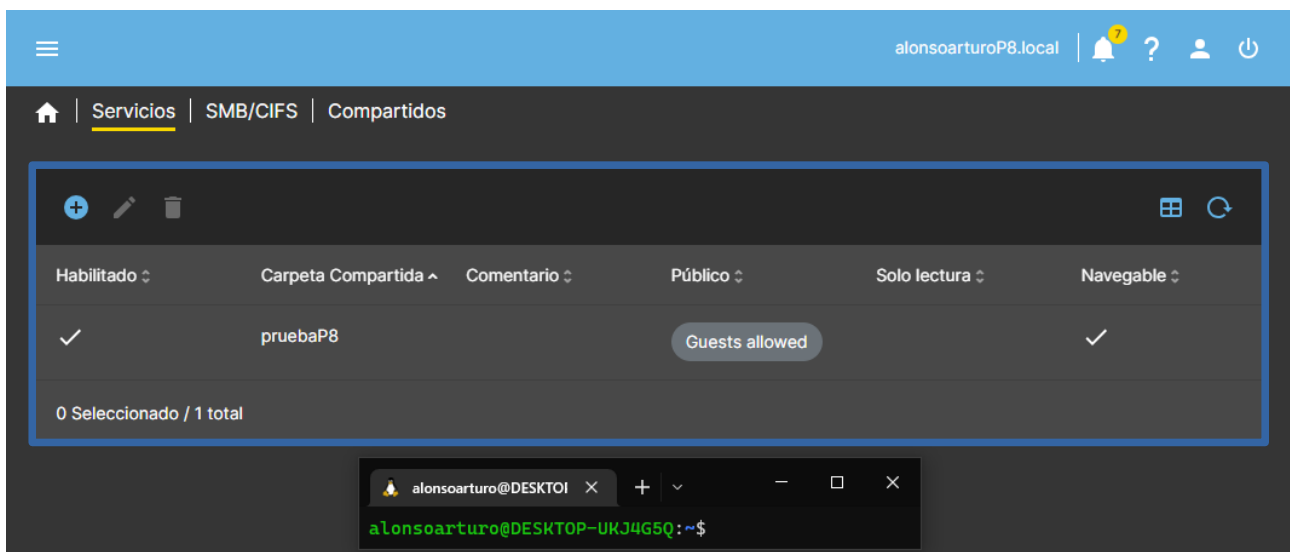 alonsoarturoP8.local 7 ?
Servicios SMB/CIFS Compartidos
Habilitado Carpeta Compartida Comentario Público Solo lectura Navegable
pruebaP8 Guests allowed
0 Seleccionado / 1 total
alonsoarturo@DESKTOI
alonsoarturo@DESKTOP-UKJ4G5Q:~$